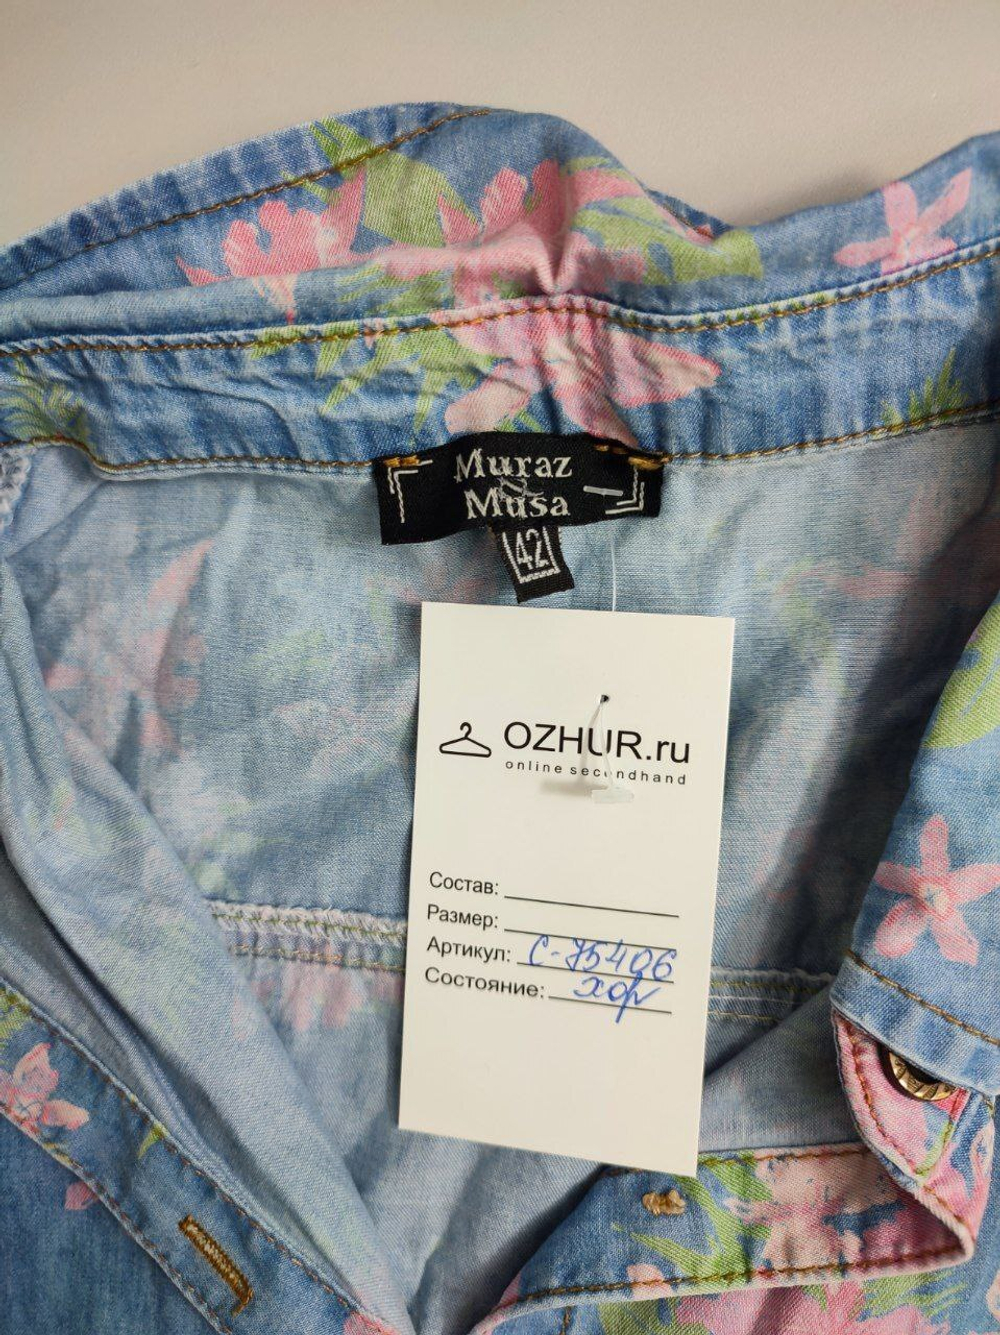 Muraz
&
Musa
42
OZHUR.ru
online secondhand
Состав:
Размер:
Артикул: С-75406
Состояние: хор